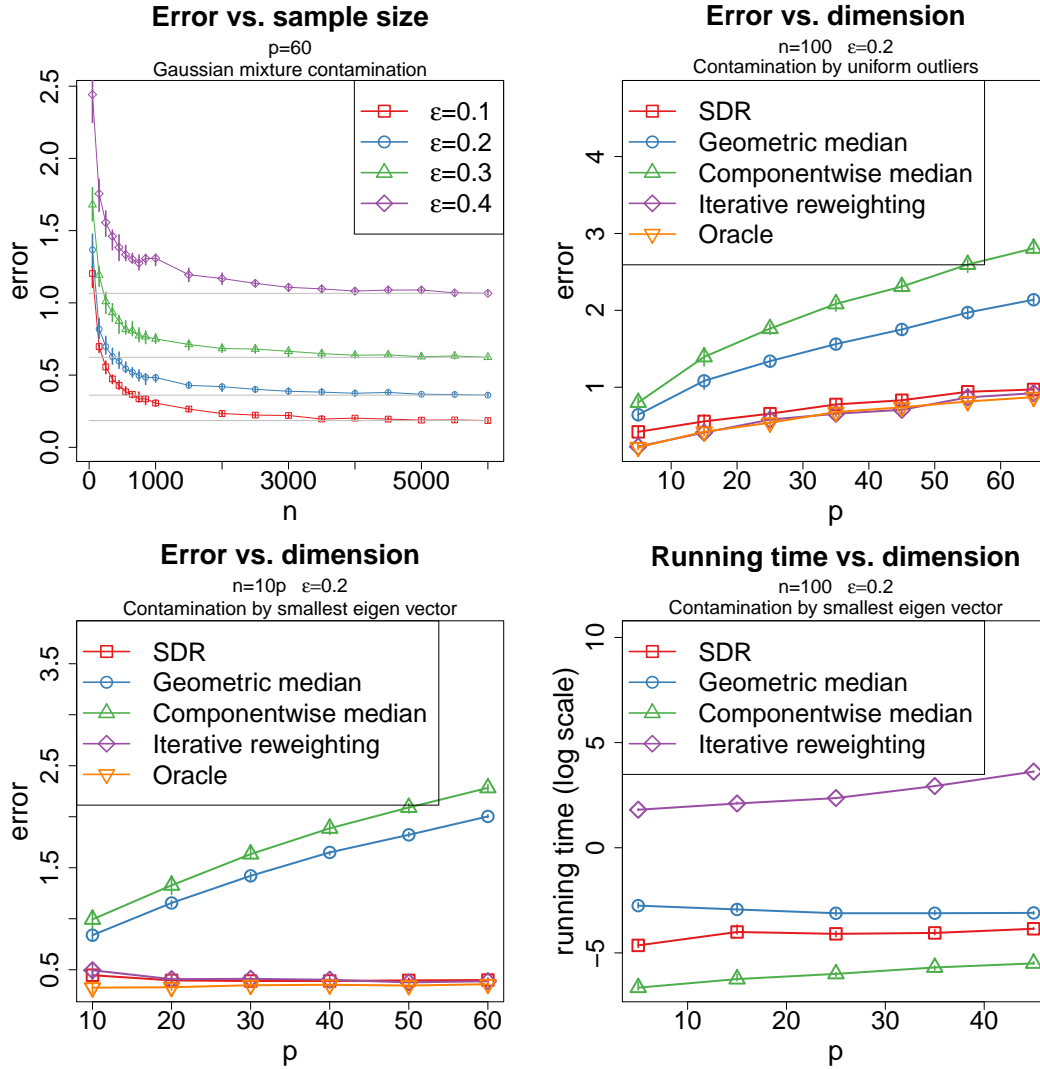 Error vs. sample size
p=60
Gaussian mixture contamination
ε=0.1
ε=0.2
ε=0.3
ε=0.4
error
0.0 0.5 1.0 1.5 2.0 2.5
0 1000 3000 5000
n
Error vs. dimension
n=100 ε=0.2
Contamination by uniform outliers
SDR
Geometric median
Componentwise median
Iterative reweighting
Oracle
error
1 2 3 4
10 20 30 40 50 60
p
Error vs. dimension
n=10p ε=0.2
Contamination by smallest eigen vector
SDR
Geometric median
Componentwise median
Iterative reweighting
Oracle
error
0.5 1.5 2.5 3.5
10 20 30 40 50 60
p
Running time vs. dimension
n=100 ε=0.2
Contamination by smallest eigen vector
SDR
Geometric median
Componentwise median
Iterative reweighting
running time (log scale)
−5 0 5 10
10 20 30 40
p